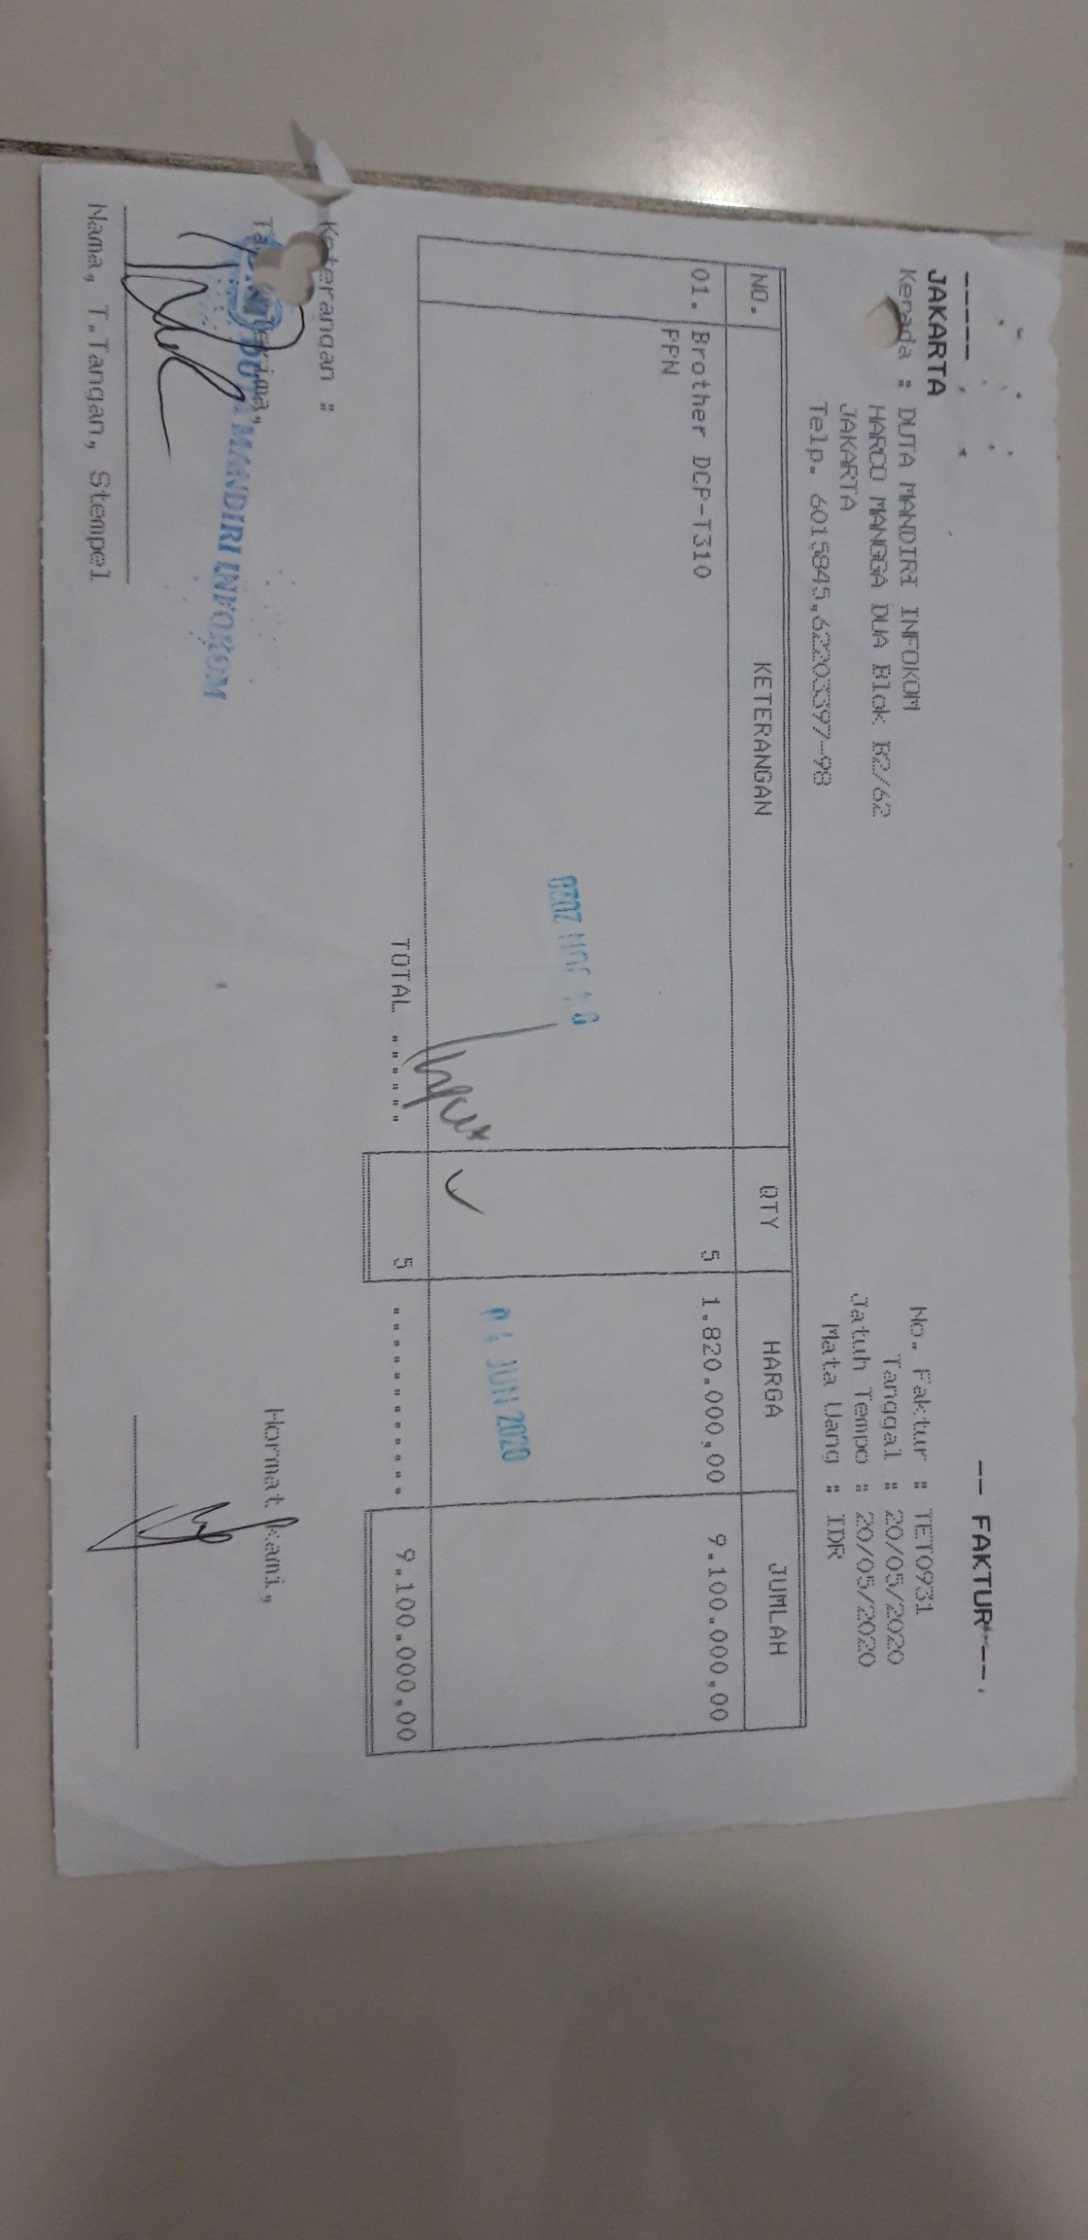 -- FAKTUR --
-----
JAKARTA
Kepada : DUTA MANDIRI INFOKOM
HARCO MANGGA DUA Blok B2/62
JAKARTA
Telp. 6015845,62203397-98
No. Faktur : TET0931
Tanggal : 20/05/2020
Jatuh Tempo : 20/05/2020
Mata Uang : IDR
NO. KETERANGAN QTY HARGA JUMLAH
01. Brother DCP-T310 5 1.820.000,00 9.100.000,00
PPN
JUN 2020
04 JUN 2020
TOTAL ...... 5 ............ 9.100.000,00
Keterangan :
Hormat kami,
DUTA MANDIRI INFOKOM
Nama, T.Tangan, Stempel